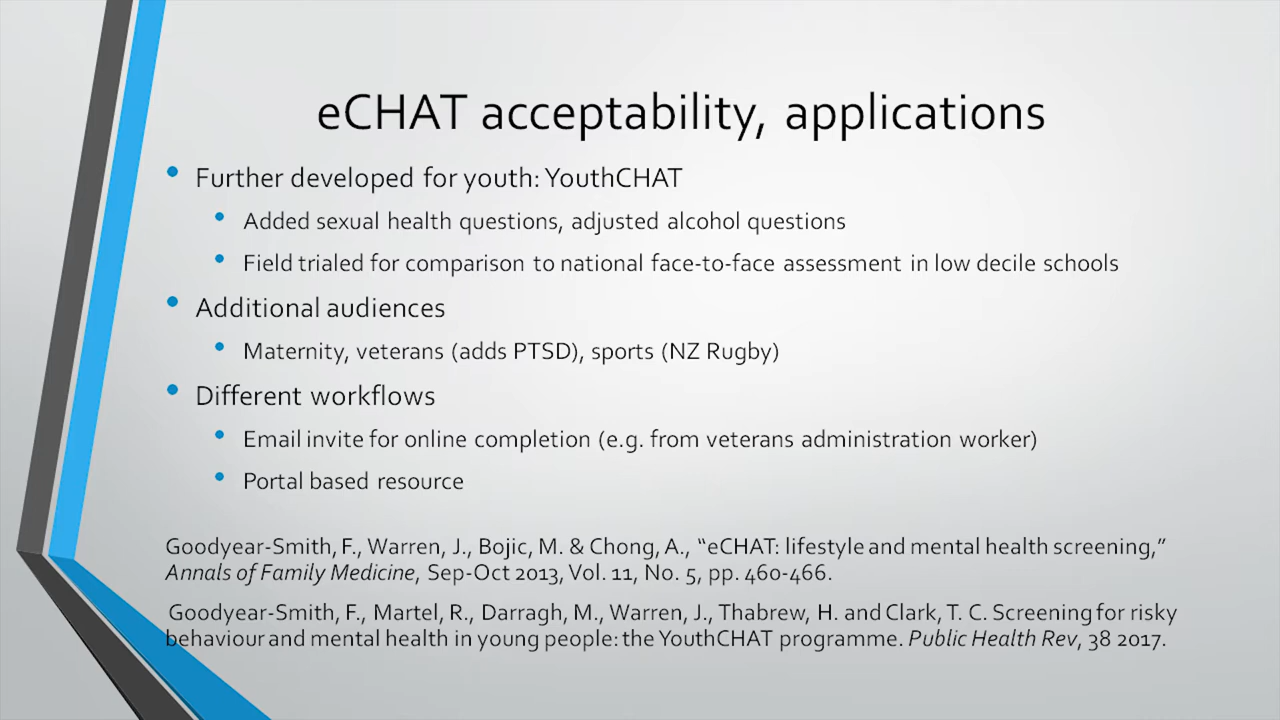 eCHAT acceptability, applications
• Further developed for youth: YouthCHAT
• Added sexual health questions, adjusted alcohol questions
• Field trialed for comparison to national face-to-face assessment in low decile schools
• Additional audiences
• Maternity, veterans (adds PTSD), sports (NZ Rugby)
• Different workflows
• Email invite for online completion (e.g. from veterans administration worker)
• Portal based resource
Goodyear-Smith, F., Warren, J., Bojic, M. & Chong, A., “eCHAT: lifestyle and mental health screening,”
Annals of Family Medicine, Sep-Oct 2013, Vol. 11, No. 5, pp. 460-466.
Goodyear-Smith, F., Martel, R., Darragh, M., Warren, J., Thabrew, H. and Clark, T. C. Screening for risky
behaviour and mental health in young people: the YouthCHAT programme. Public Health Rev, 38 2017.